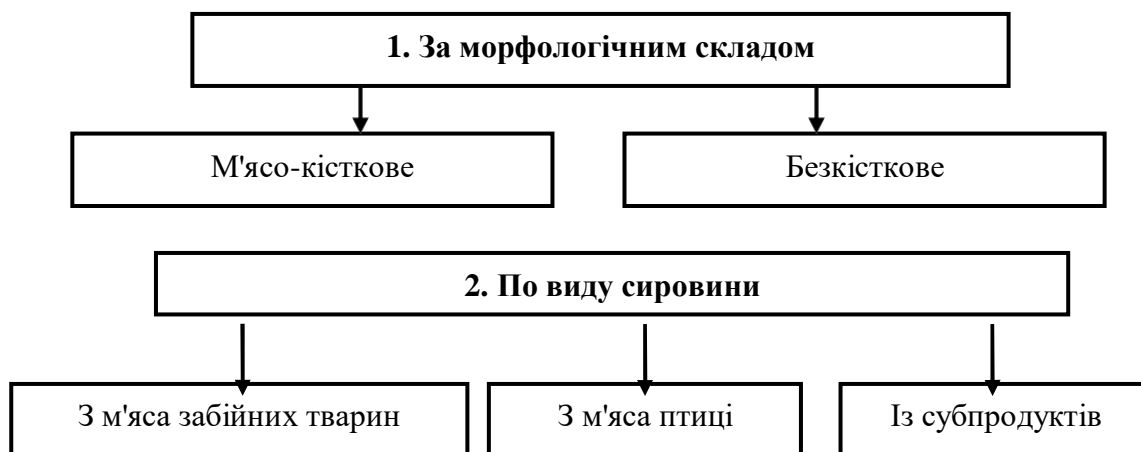 1. За морфологічним складом
М'ясо-кісткове
Безкісткове
2. По виду сировини
З м'яса забійних тварин
З м'яса птиці
Із субпродуктів